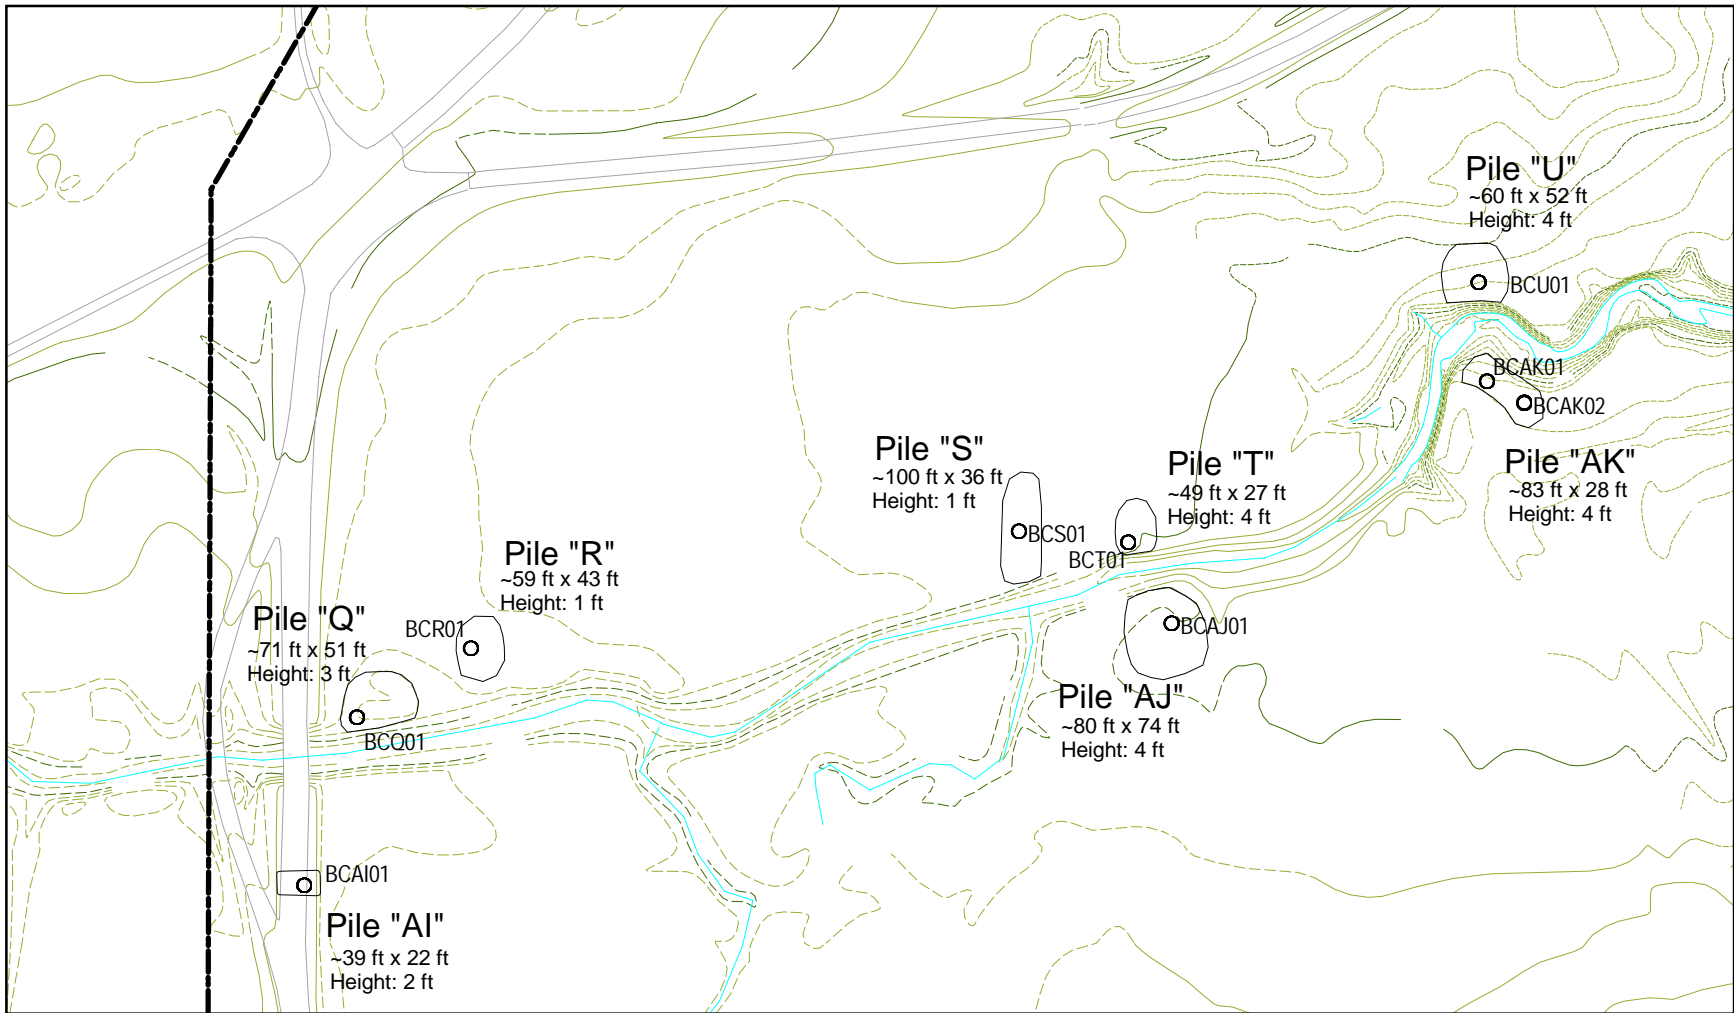 Pile "U"
~60 ft x 52 ft
Height: 4 ft
BCU01
BCAK01
BCAK02
Pile "AK"
~83 ft x 28 ft
Height: 4 ft
Pile "S"
~100 ft x 36 ft
Height: 1 ft
BCS01
Pile "T"
~49 ft x 27 ft
Height: 4 ft
BCT01
Pile "R"
~59 ft x 43 ft
Height: 1 ft
BCR01
Pile "Q"
~71 ft x 51 ft
Height: 3 ft
BCQ01
BCAJ01
Pile "AJ"
~80 ft x 74 ft
Height: 4 ft
BCAI01
Pile "AI"
~39 ft x 22 ft
Height: 2 ft